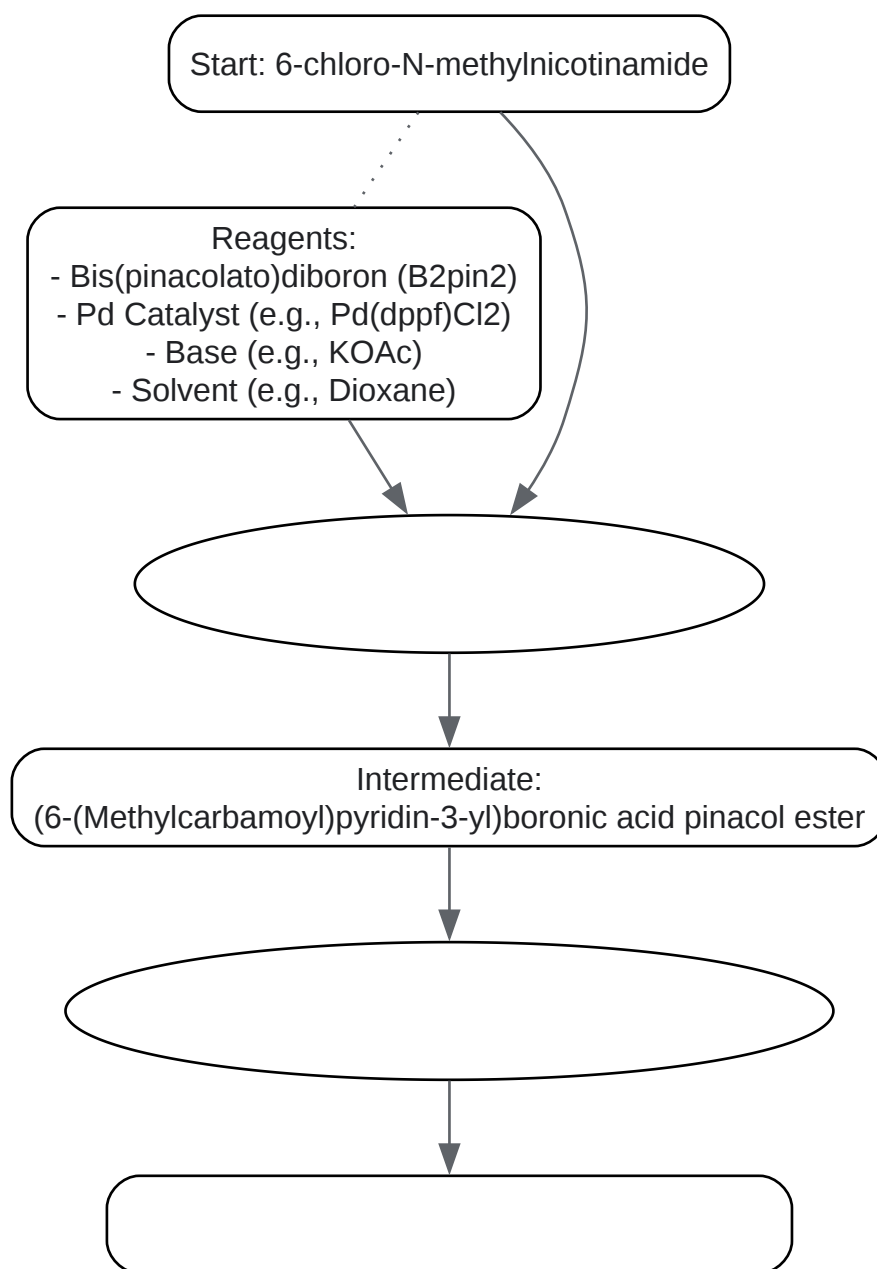 Start: 6-chloro-N-methylnicotinamide
Reagents:
- Bis(pinacolato)diboron (B2pin2)
- Pd Catalyst (e.g., Pd(dppf)Cl2)
- Base (e.g., KOAc)
- Solvent (e.g., Dioxane)
Intermediate:
(6-(Methylcarbamoyl)pyridin-3-yl)boronic acid pinacol ester